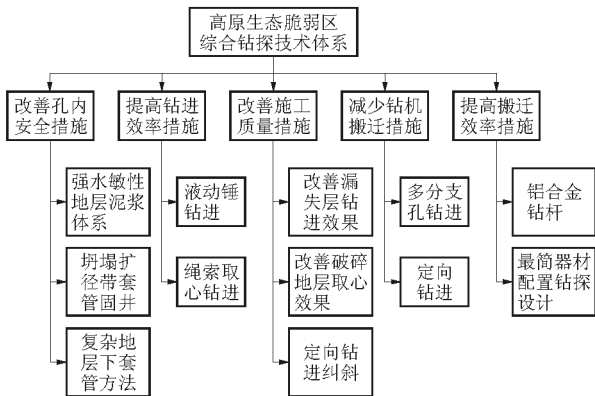 高原生态脆弱区
综合钻探技术体系
改善孔内
安全措施
提高钻进
效率措施
改善施工
质量措施
减少钻机
搬迁措施
提高搬迁
效率措施
强水敏性
地层泥浆
体系
坍塌扩
径带套
管固井
复杂地
层下套
管方法
液动锤
钻进
绳索取
心钻进
改善漏
失层钻
进效果
改善破碎
地层取心
效果
定向钻
进纠斜
多分支
孔钻进
定向
钻进
铝合金
钻杆
最简器材
配置钻探
设计